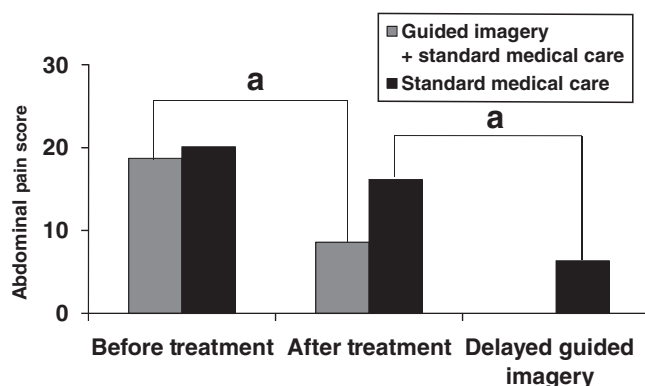 Guided imagery
+ standard medical care
Standard medical care
Abdominal pain score
30
20
10
0
a
a
Before treatment
After treatment
Delayed guided
imagery